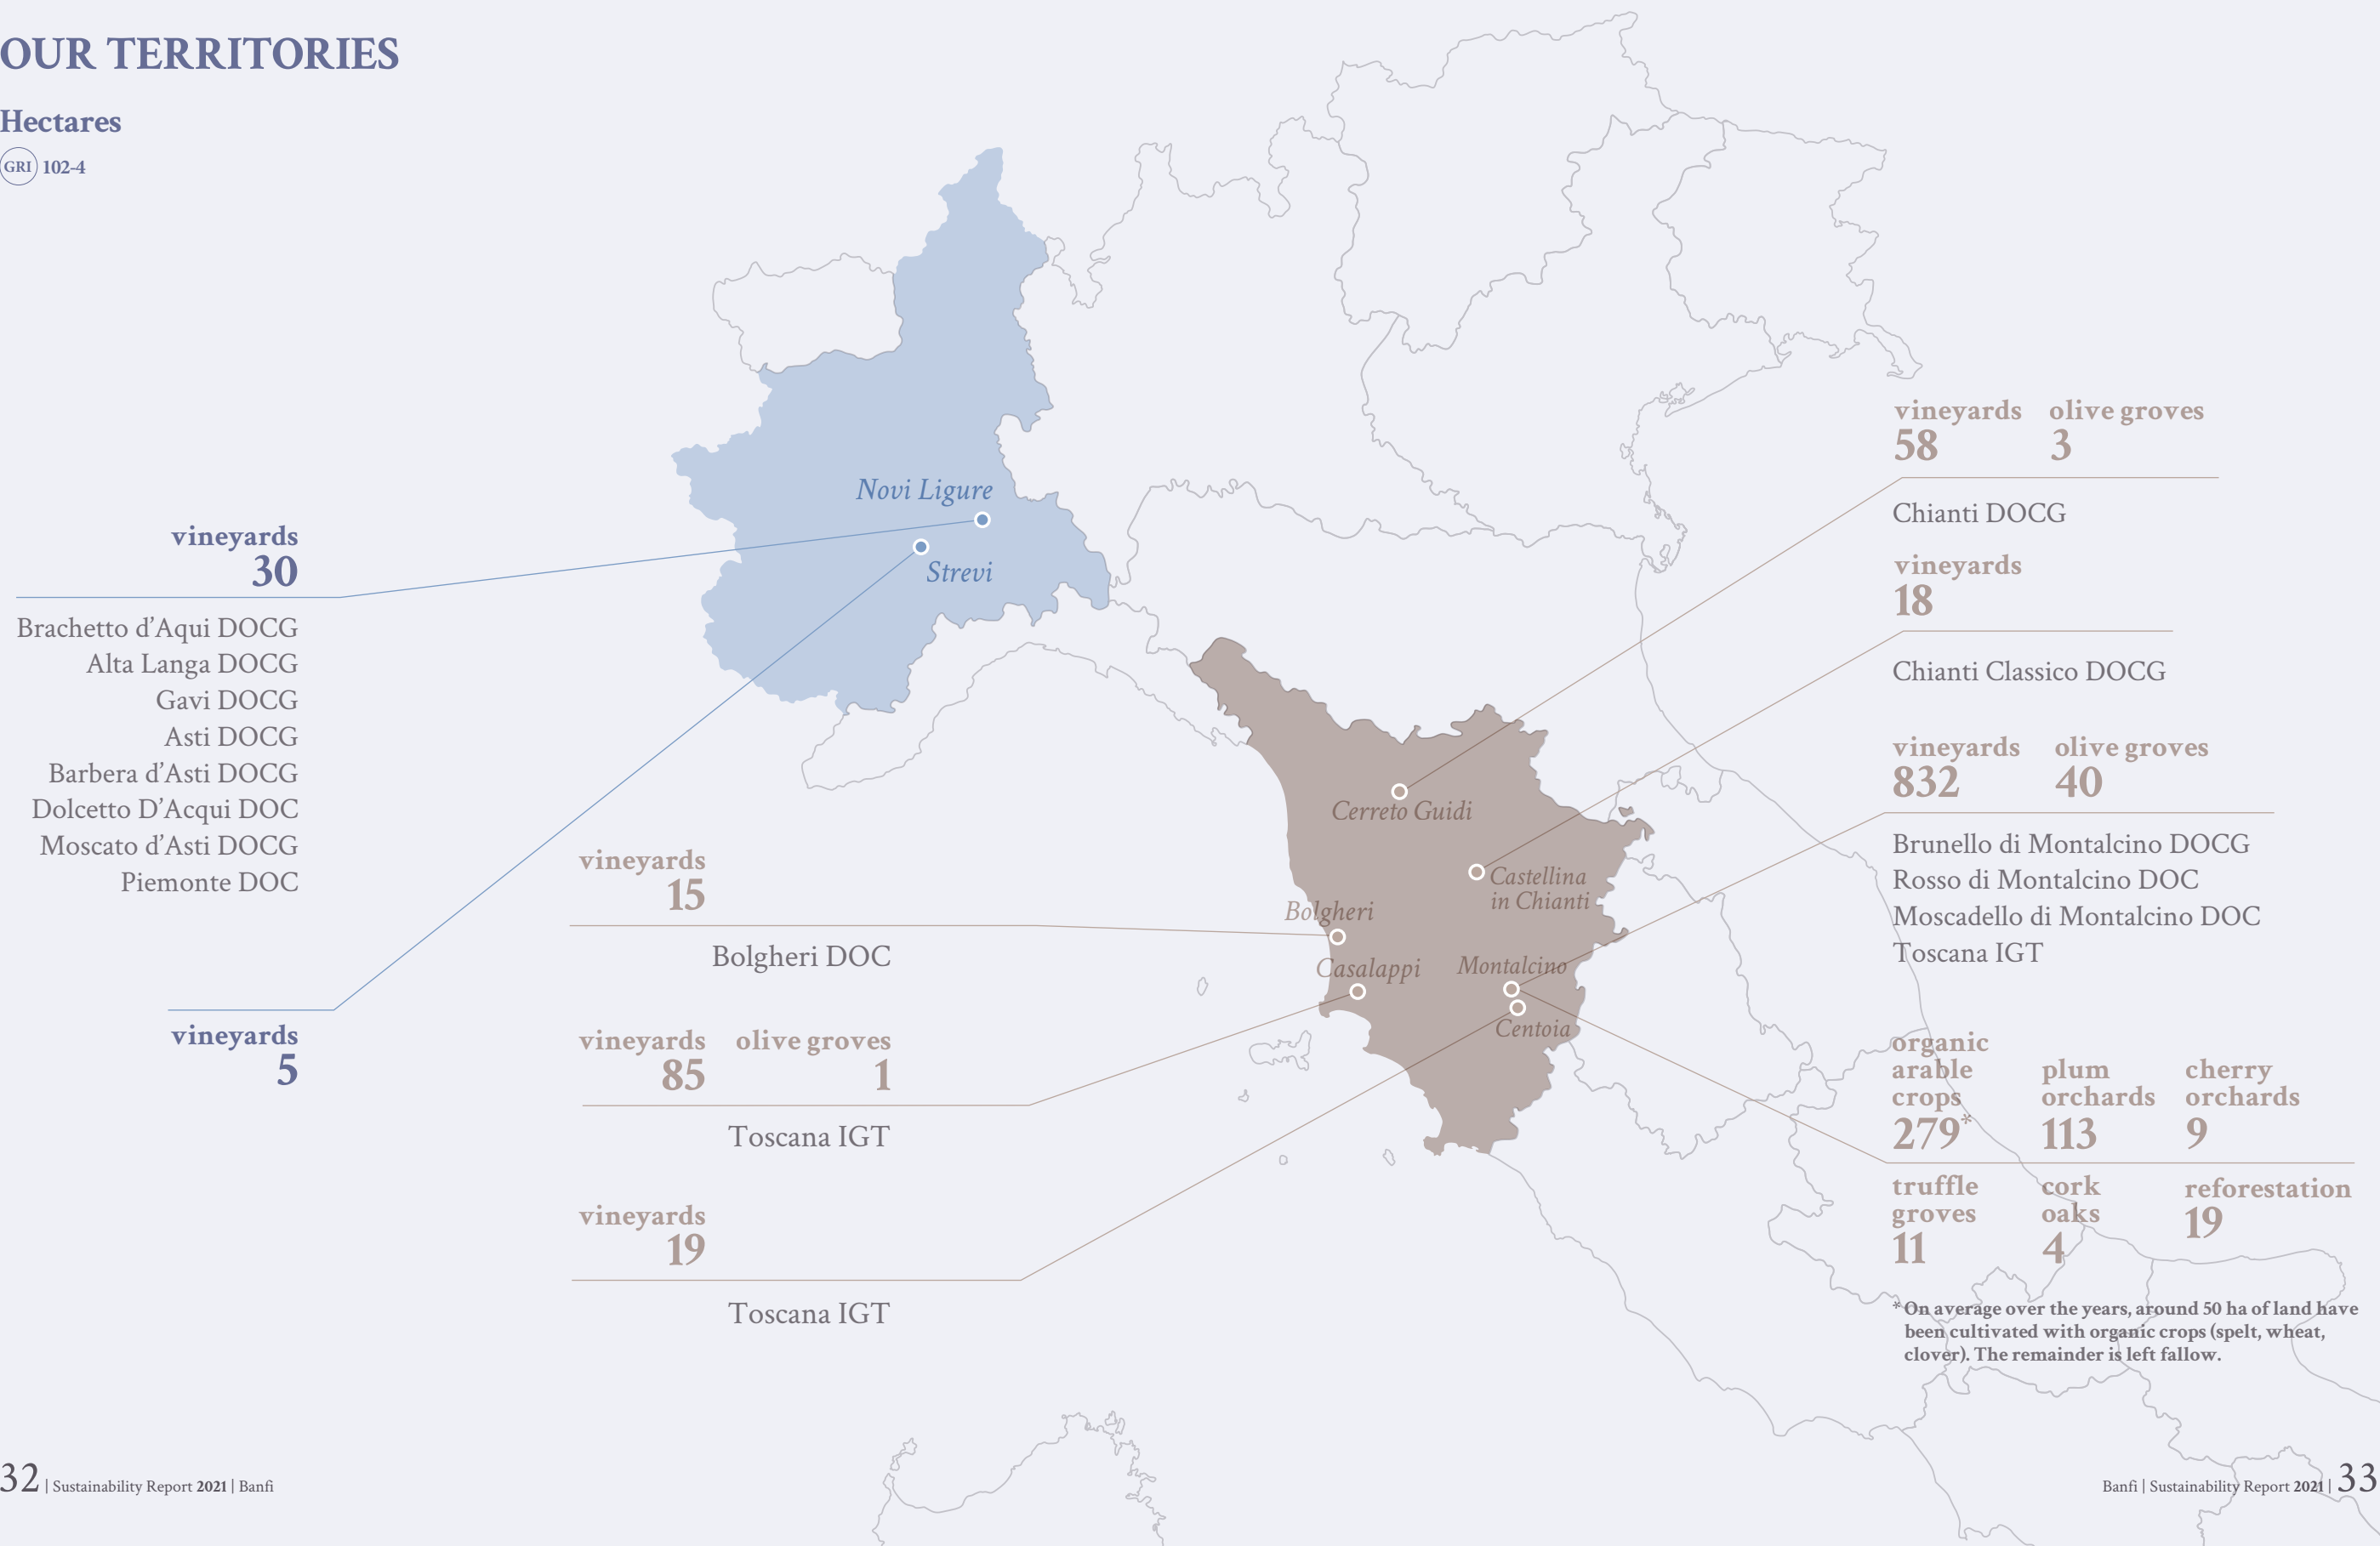 OUR TERRITORIES
Hectares
GRI 102-4
Novi Ligure
Strevi
vineyards
30
Brachetto d’Aqui DOCG
Alta Langa DOCG
Gavi DOCG
Asti DOCG
Barbera d’Asti DOCG
Dolcetto D’Acqui DOC
Moscato d’Asti DOCG
Piemonte DOC
vineyards
5
vineyards
15
Bolgheri DOC
vineyards olive groves
85 1
Toscana IGT
vineyards
19
Toscana IGT
Cerreto Guidi
Castellina
in Chianti
Bolgheri
Casalappi
Montalcino
Centoia
vineyards olive groves
58 3
Chianti DOCG
vineyards
18
Chianti Classico DOCG
vineyards olive groves
832 40
Brunello di Montalcino DOCG
Rosso di Montalcino DOC
Moscadello di Montalcino DOC
Toscana IGT
organic
arable plum cherry
crops orchards orchards
279* 113 9
truffle cork reforestation
groves oaks 19
11 4
* On average over the years, around 50 ha of land have
been cultivated with organic crops (spelt, wheat,
clover). The remainder is left fallow.
32 | Sustainability Report 2021 | Banfi
Banfi | Sustainability Report 2021 | 33